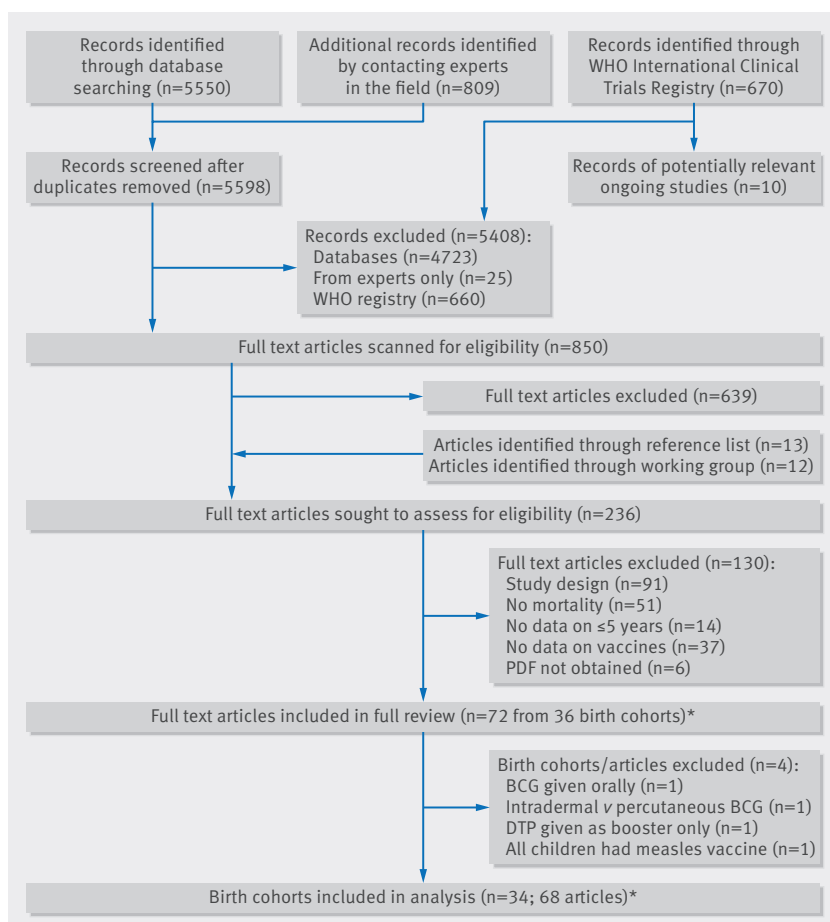 Records identified
through database
searching (n=5550)
Additional records identified
by contacting experts
in the field (n=809)
Records identified through
WHO International Clinical
Trials Registry (n=670)
Records screened after
duplicates removed (n=5598)
Records of potentially relevant
ongoing studies (n=10)
Records excluded (n=5408):
Databases (n=4723)
From experts only (n=25)
WHO registry (n=660)
Full text articles scanned for eligibility (n=850)
Full text articles excluded (n=639)
Articles identified through reference list (n=13)
Articles identified through working group (n=12)
Full text articles sought to assess for eligibility (n=236)
Full text articles excluded (n=130):
Study design (n=91)
No mortality (n=51)
No data on ≤5 years (n=14)
No data on vaccines (n=37)
PDF not obtained (n=6)
Full text articles included in full review (n=72 from 36 birth cohorts)*
Birth cohorts/articles excluded (n=4):
BCG given orally (n=1)
Intradermal v percutaneous BCG (n=1)
DTP given as booster only (n=1)
All children had measles vaccine (n=1)
Birth cohorts included in analysis (n=34; 68 articles)*